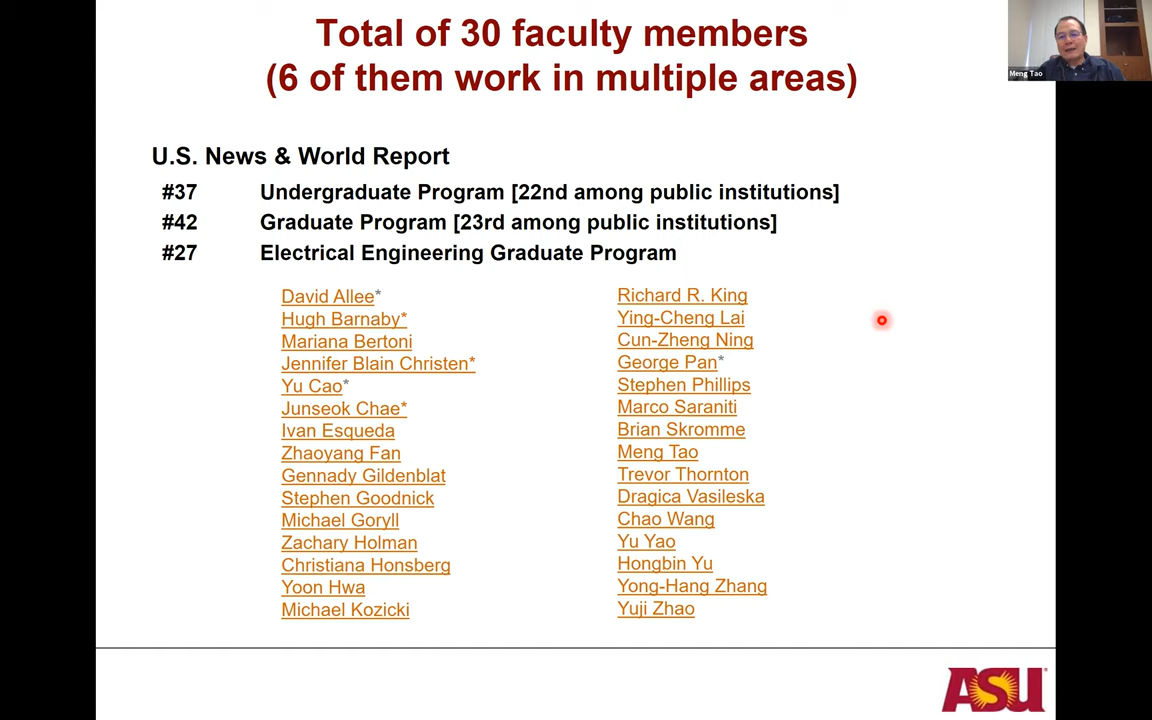 Total of 30 faculty members
(6 of them work in multiple areas)
Meng Tao
U.S. News & World Report
#37 Undergraduate Program [22nd among public institutions]
#42 Graduate Program [23rd among public institutions]
#27 Electrical Engineering Graduate Program
David Allee*
Hugh Barnaby*
Mariana Bertoni
Jennifer Blain Christen*
Yu Cao*
Junseok Chae*
Ivan Esqueda
Zhaoyang Fan
Gennady Gildenblat
Stephen Goodnick
Michael Goryll
Zachary Holman
Christiana Honsberg
Yoon Hwa
Michael Kozicki
Richard R. King
Ying-Cheng Lai
Cun-Zheng Ning
George Pan*
Stephen Phillips
Marco Saraniti
Brian Skromme
Meng Tao
Trevor Thornton
Dragica Vasileska
Chao Wang
Yu Yao
Hongbin Yu
Yong-Hang Zhang
Yuji Zhao
ASU